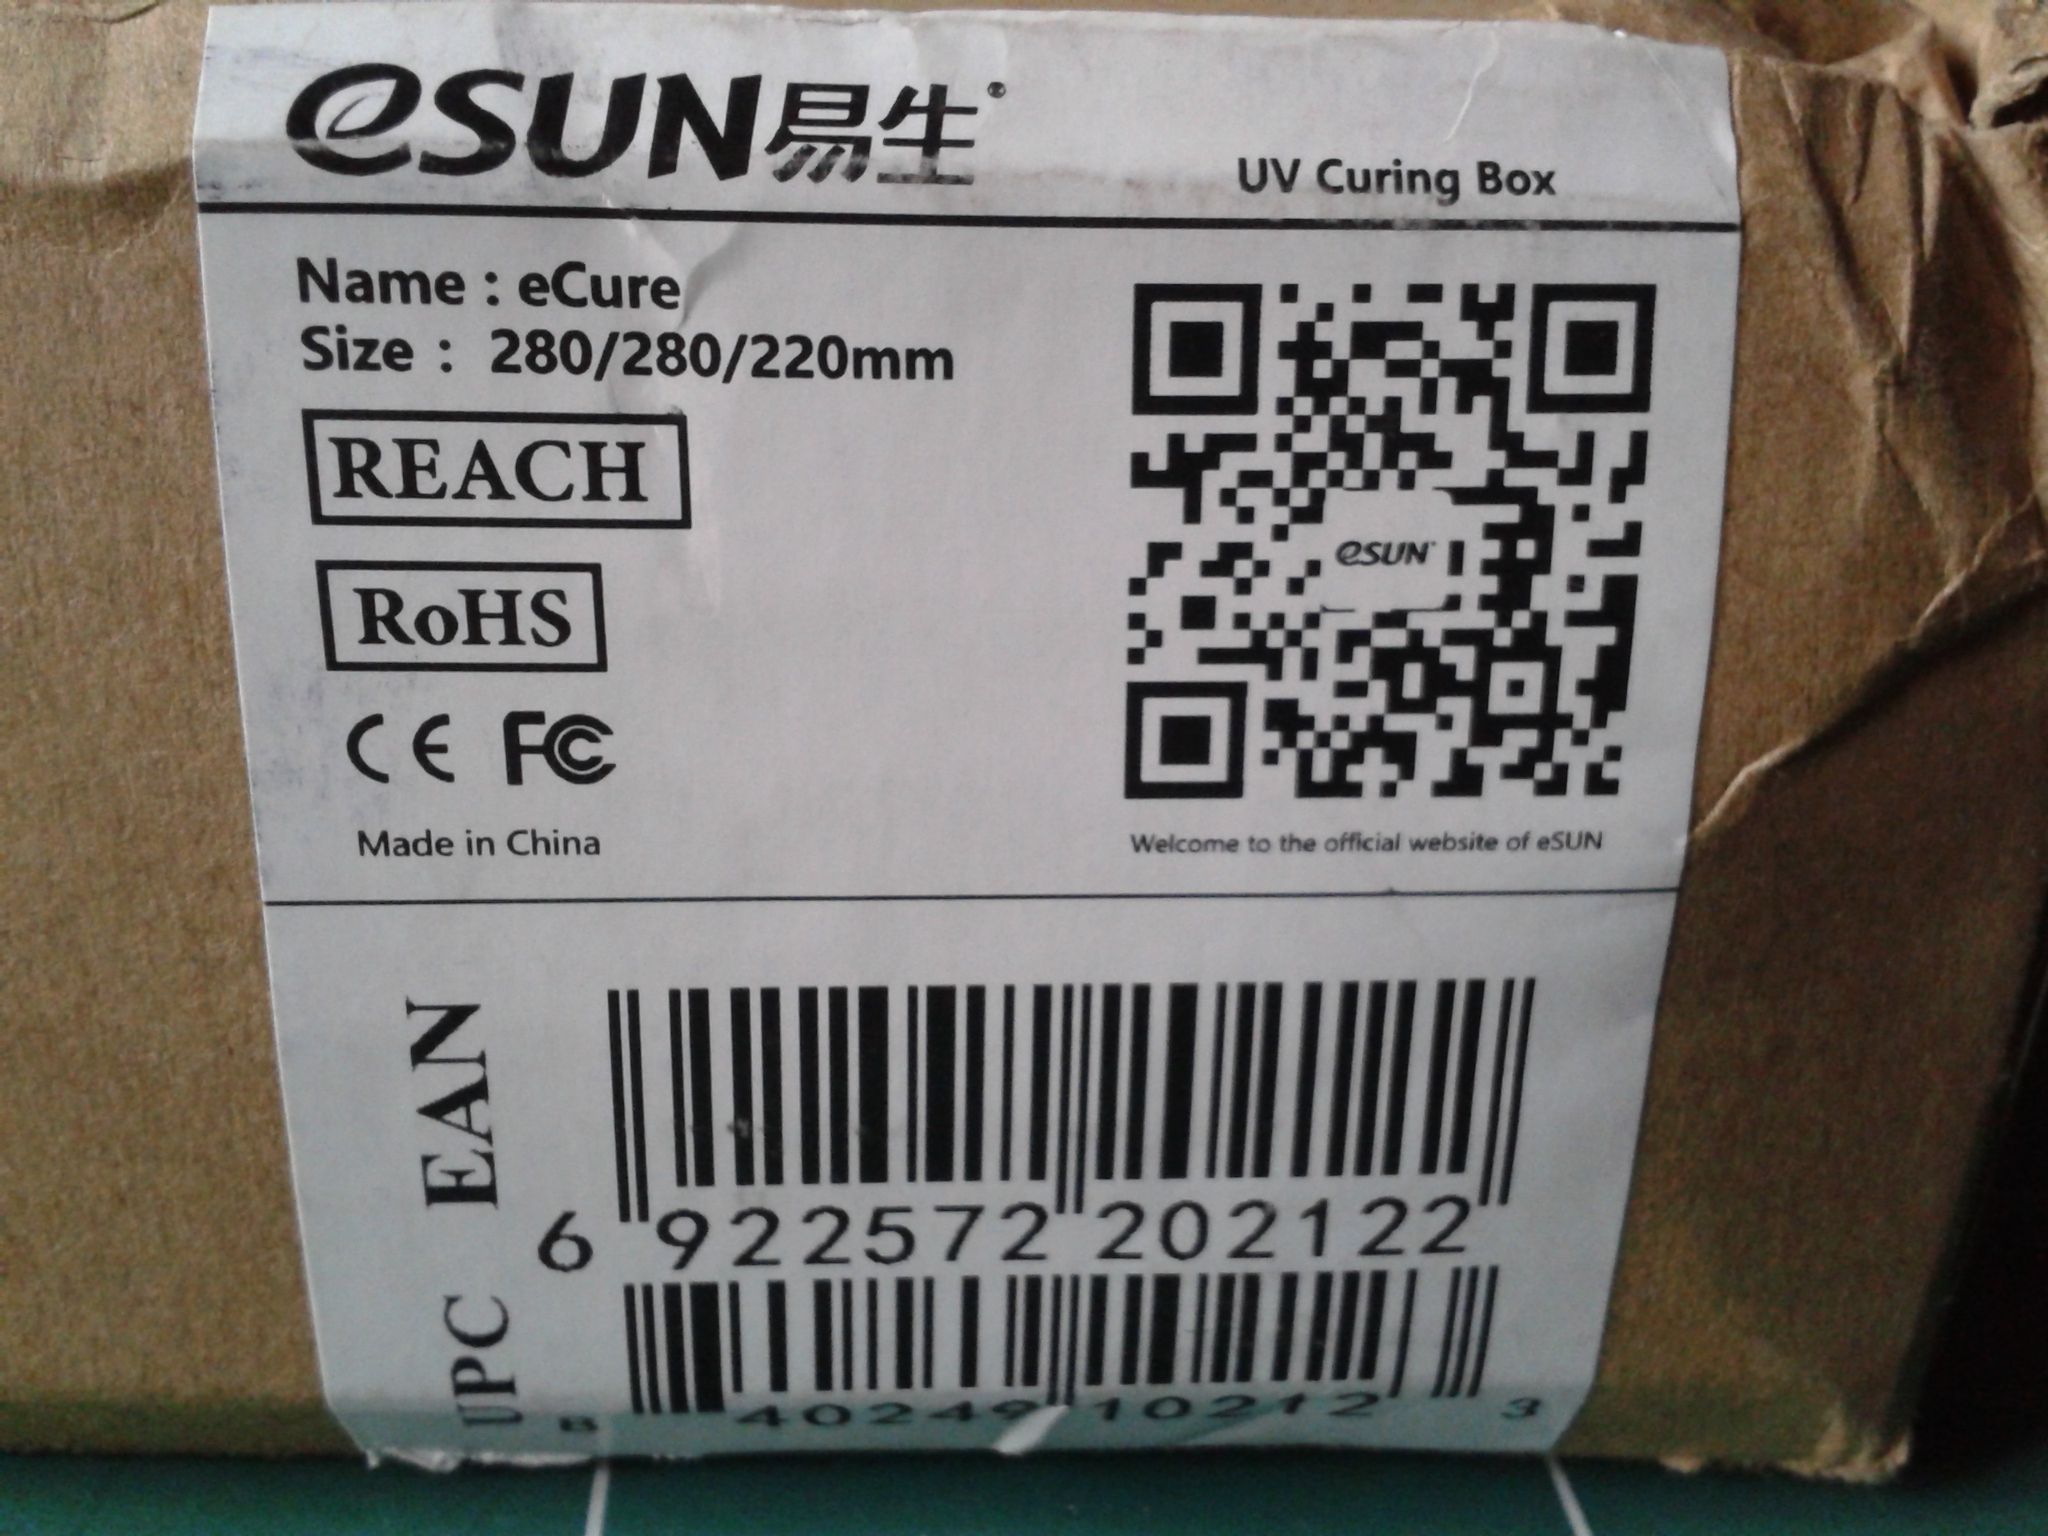 eSUN易生®
UV Curing Box
Name : eCure
Size : 280/280/220mm
REACH
RoHS
CE FC
Made in China
eSUN
Welcome to the official website of eSUN
EAN
6 922572 202122
UPC
8 40249 10212 3